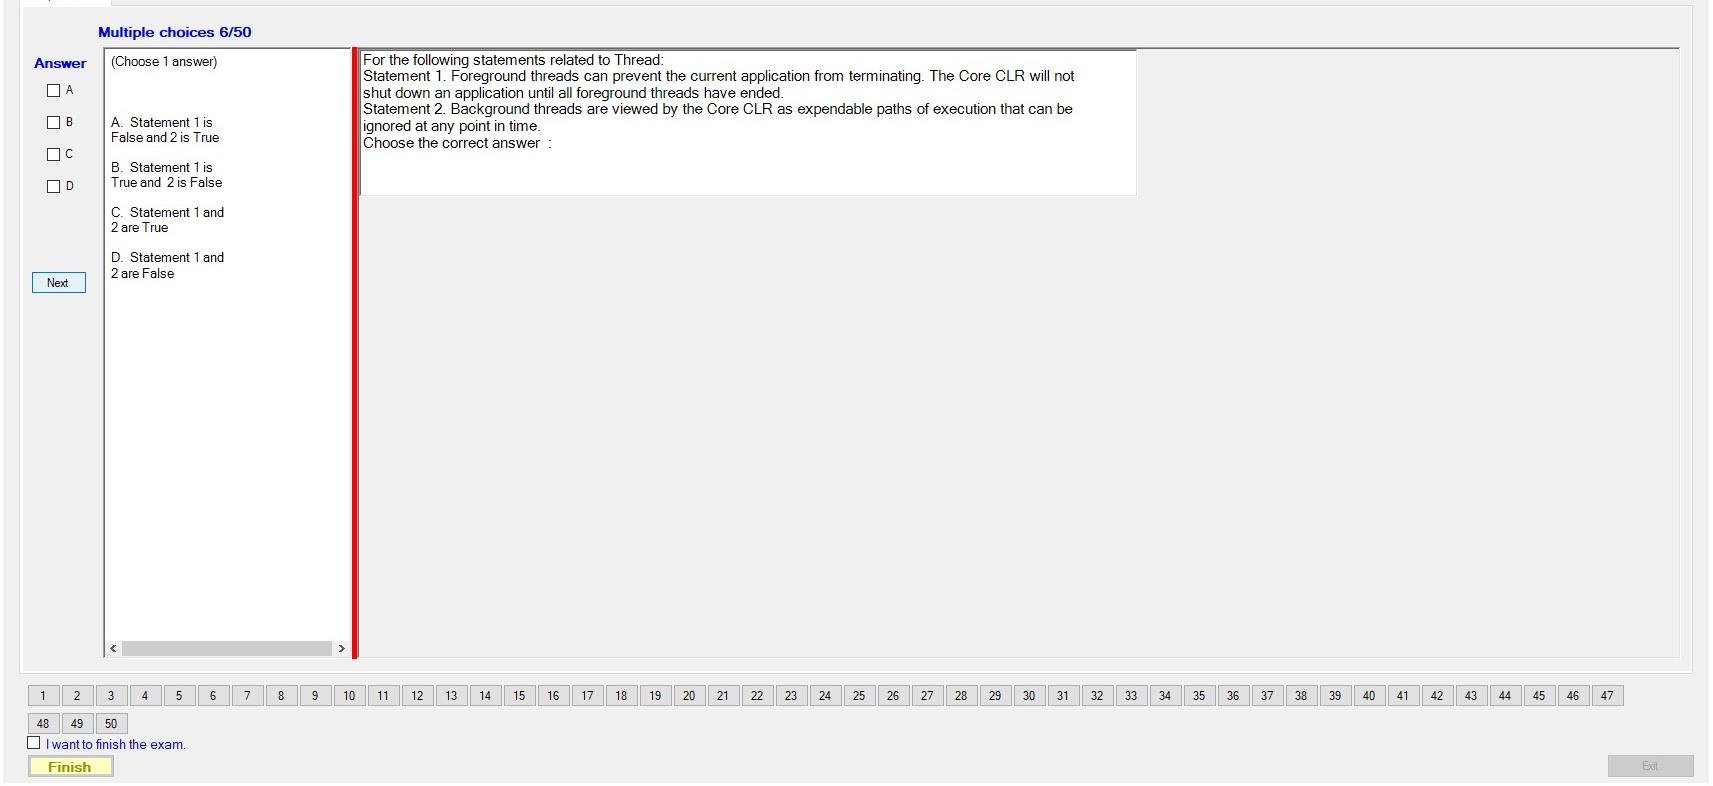 Multiple choices 6/50
Answer
A
B
C
D
Next
(Choose 1 answer)
A. Statement 1 is
False and 2 is True
B. Statement 1 is
True and 2 is False
C. Statement 1 and
2 are True
D. Statement 1 and
2 are False
For the following statements related to Thread:
Statement 1. Foreground threads can prevent the current application from terminating. The Core CLR will not
shut down an application until all foreground threads have ended.
Statement 2. Background threads are viewed by the Core CLR as expendable paths of execution that can be
ignored at any point in time.
Choose the correct answer :
< >
1 2 3 4 5 6 7 8 9 10 11 12 13 14 15 16 17 18 19 20 21 22 23 24 25 26 27 28 29 30 31 32 33 34 35 36 37 38 39 40 41 42 43 44 45 46 47
48 49 50
I want to finish the exam.
Finish
Exit